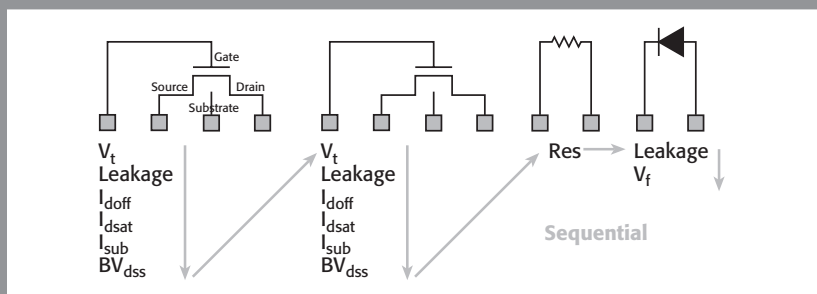 Gate
Source
Drain
Substrate
Vt
Leakage
Idoff
Idsat
Isub
BVdss
Vt
Leakage
Idoff
Idsat
Isub
BVdss
Res
Leakage
Vf
Sequential